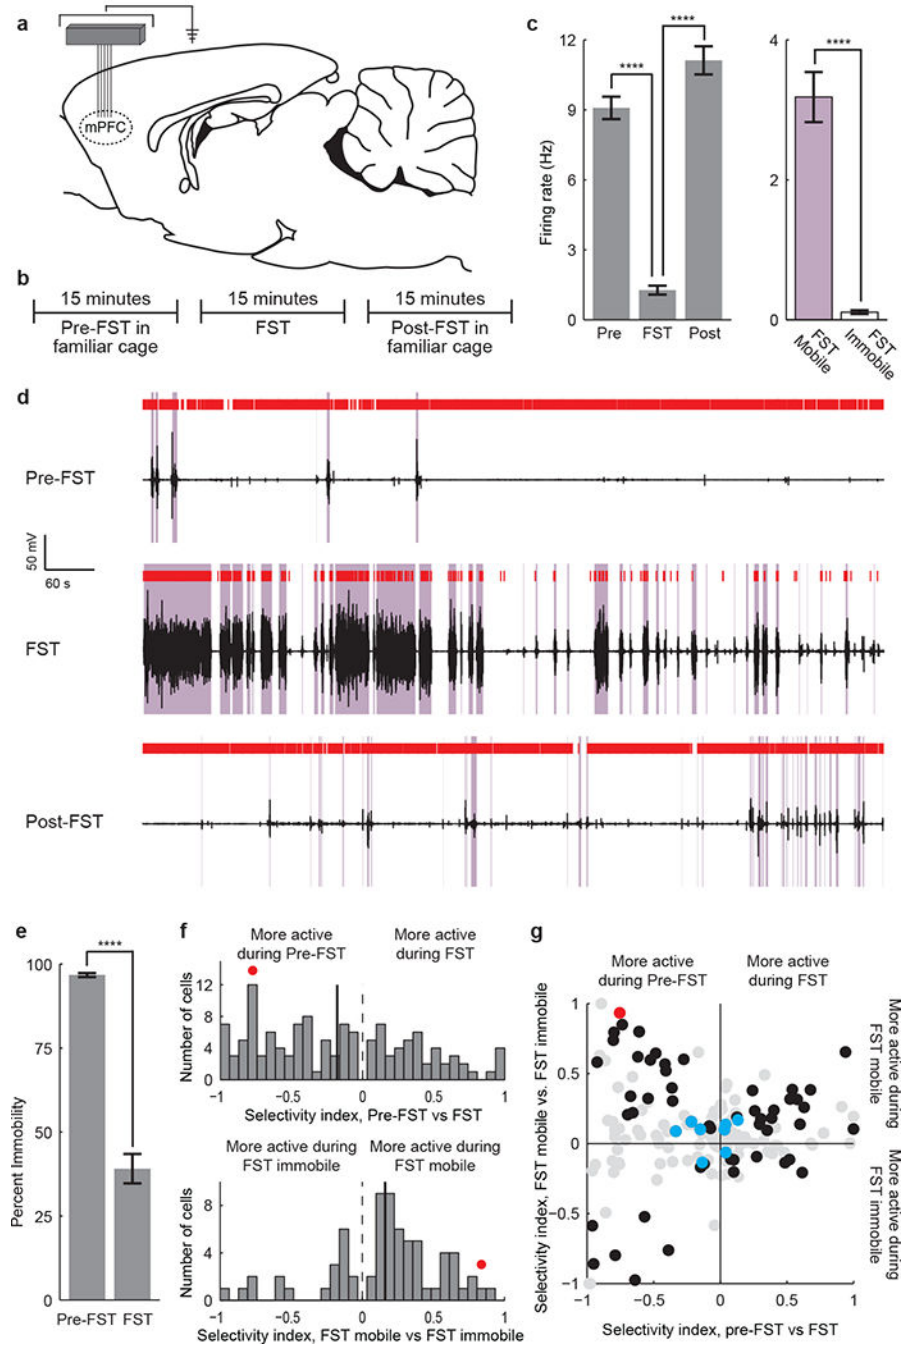 a
mPFC
b
15 minutes
15 minutes
15 minutes
Pre-FST in
familiar cage
FST
Post-FST in
familiar cage
c
****
****
****
Firing rate (Hz)
12
9
6
3
0
Pre
FST
Post
4
2
0
FST
Mobile
FST
Immobile
d
Pre-FST
50 mV
60 s
FST
Post-FST
e
****
Percent Immobility
100
75
50
25
0
Pre-FST
FST
f
More active
during Pre-FST
More active
during FST
Number of cells
12
8
4
0
−1
−0.5
0
0.5
1
Selectivity index, Pre-FST vs FST
More active during
FST immobile
More active during
FST mobile
Number of cells
10
5
0
−1
−0.5
0
0.5
1
Selectivity index, FST mobile vs FST immobile
g
More active
during Pre-FST
More active
during FST
Selectivity index, FST mobile vs. FST immobile
1
0.5
0
−0.5
−1
−1
−0.5
0
0.5
1
Selectivity index, pre-FST vs FST
More active during
FST mobile
More active during
FST immobile